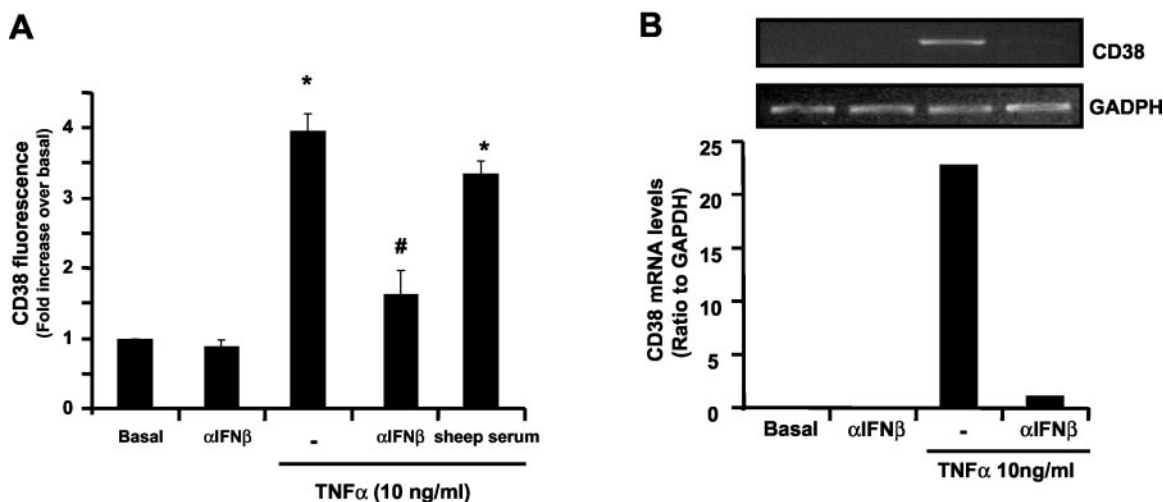 A
CD38 fluorescence
(Fold increase over basal)
4
3
2
1
0
*
#
*
Basal
αIFNβ
-
αIFNβ
sheep serum
TNFα (10 ng/ml)
B
CD38
GADPH
CD38 mRNA levels
(Ratio to GAPDH)
25
20
15
10
5
0
Basal
αIFNβ
-
αIFNβ
TNFα 10ng/ml